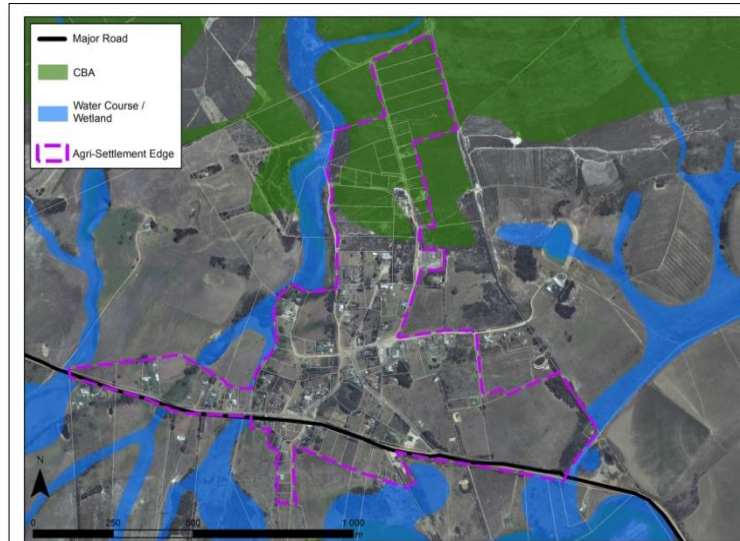 Major Road
CBA
Water Course /
Wetland
Agri-Settlement Edge
N
0 250 500 1 000
m